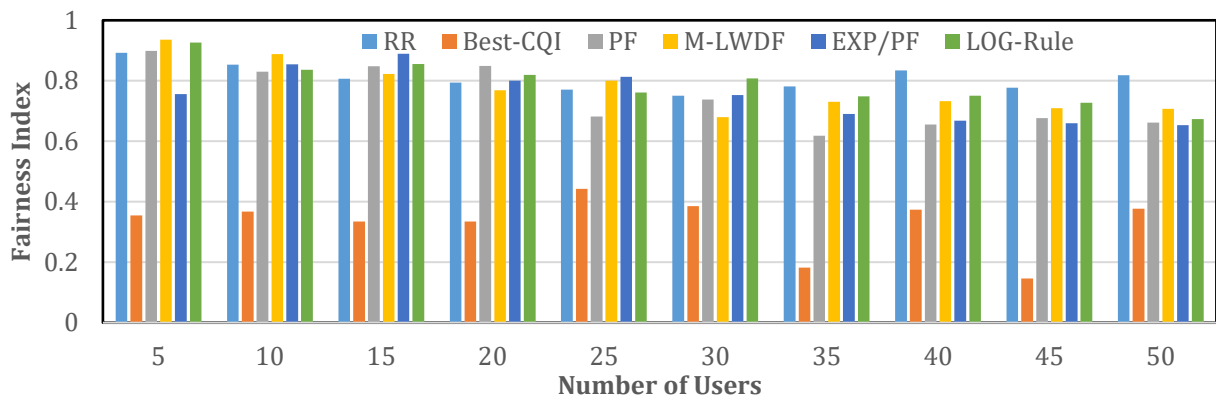 1
RR Best-CQI PF M-LWDF EXP/PF LOG-Rule
0.8
0.6
0.4
0.2
0
Fairness Index
5 10 15 20 25 30 35 40 45 50
Number of Users